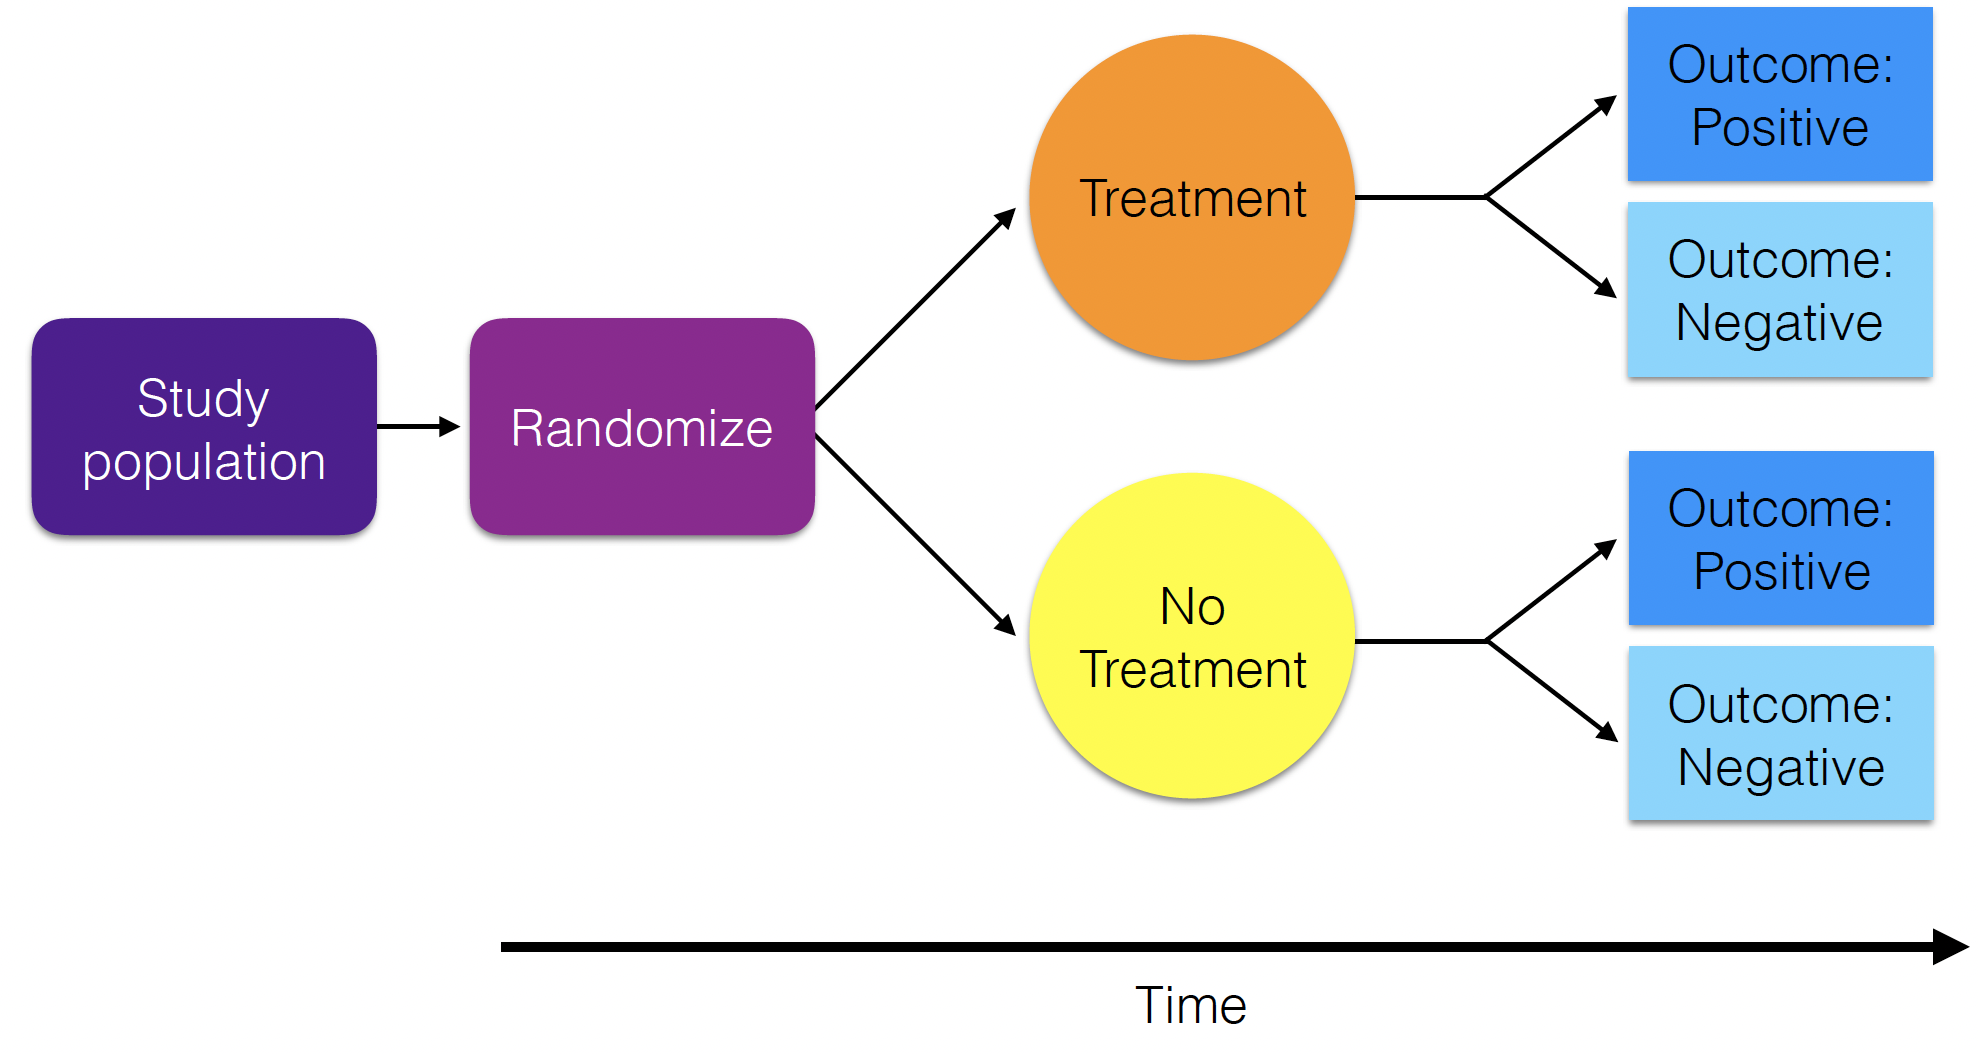 Study
population
Randomize
Treatment
No
Treatment
Outcome:
Positive
Outcome:
Negative
Outcome:
Positive
Outcome:
Negative
Time